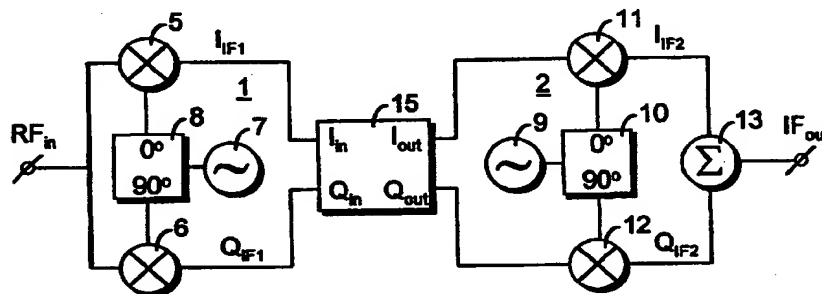 5
I_IF1
1
RF_in
8
0°
90°
7
6
Q_IF1
15
I_in
I_out
Q_in
Q_out
11
I_IF2
2
9
10
0°
90°
13
Σ
IF_ou
12
Q_IF2